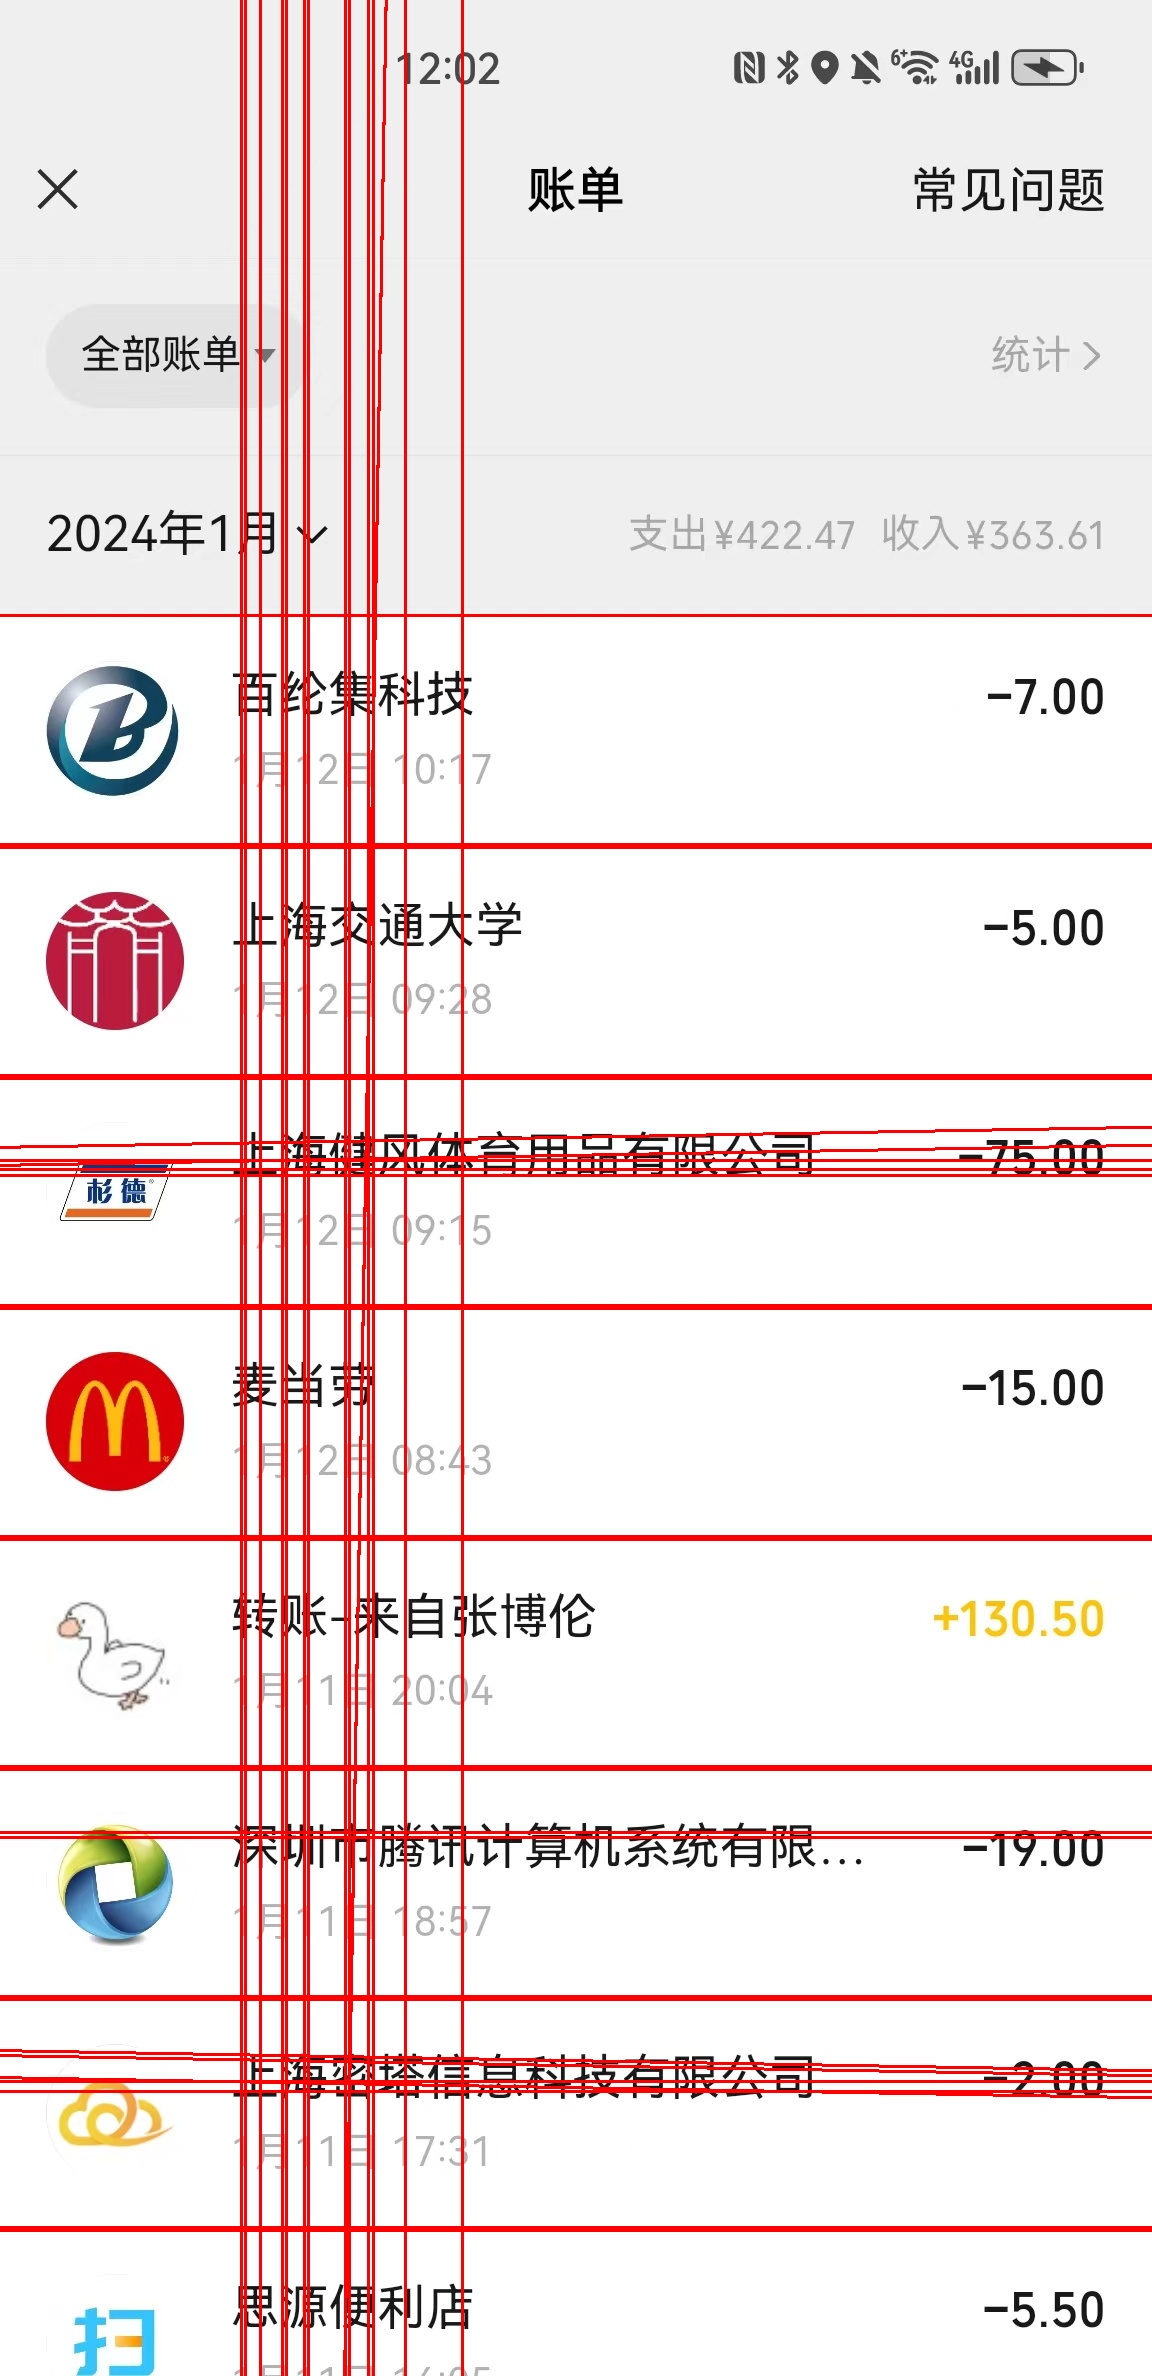 12:02 6+ 4G
账单 常见问题
全部账单 统计
2024年1月 支出¥422.47 收入¥363.61
百纶集科技 -7.00
1月12日 10:17
上海交通大学 -5.00
1月12日 09:28
上海健风体育用品有限公司 -75.00
杉德
1月12日 09:15
麦当劳 -15.00
1月12日 08:43
转账-来自张博伦 +130.50
1月11日 20:04
深圳市腾讯计算机系统有限... -19.00
1月11日 18:57
上海密塔信息科技有限公司 -2.00
1月11日 17:31
思源便利店 -5.50
扫